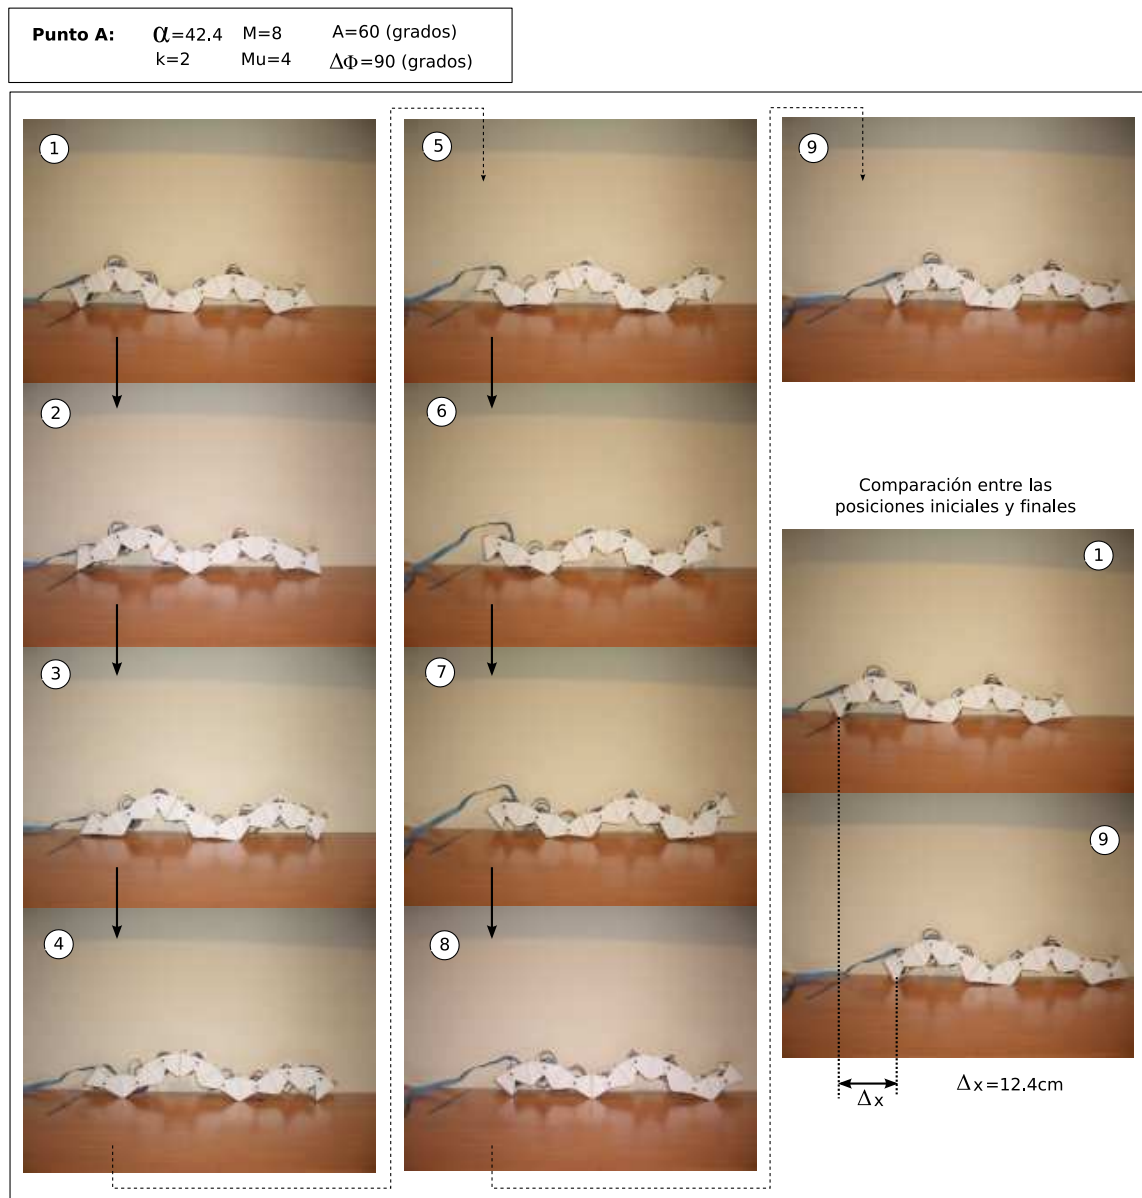 Punto A: α=42.4 M=8 A=60 (grados)
k=2 Mu=4 ΔΦ=90 (grados)
1
2
3
4
5
6
7
8
9
Comparación entre las
posiciones iniciales y finales
1
9
Δx
Δx=12.4cm